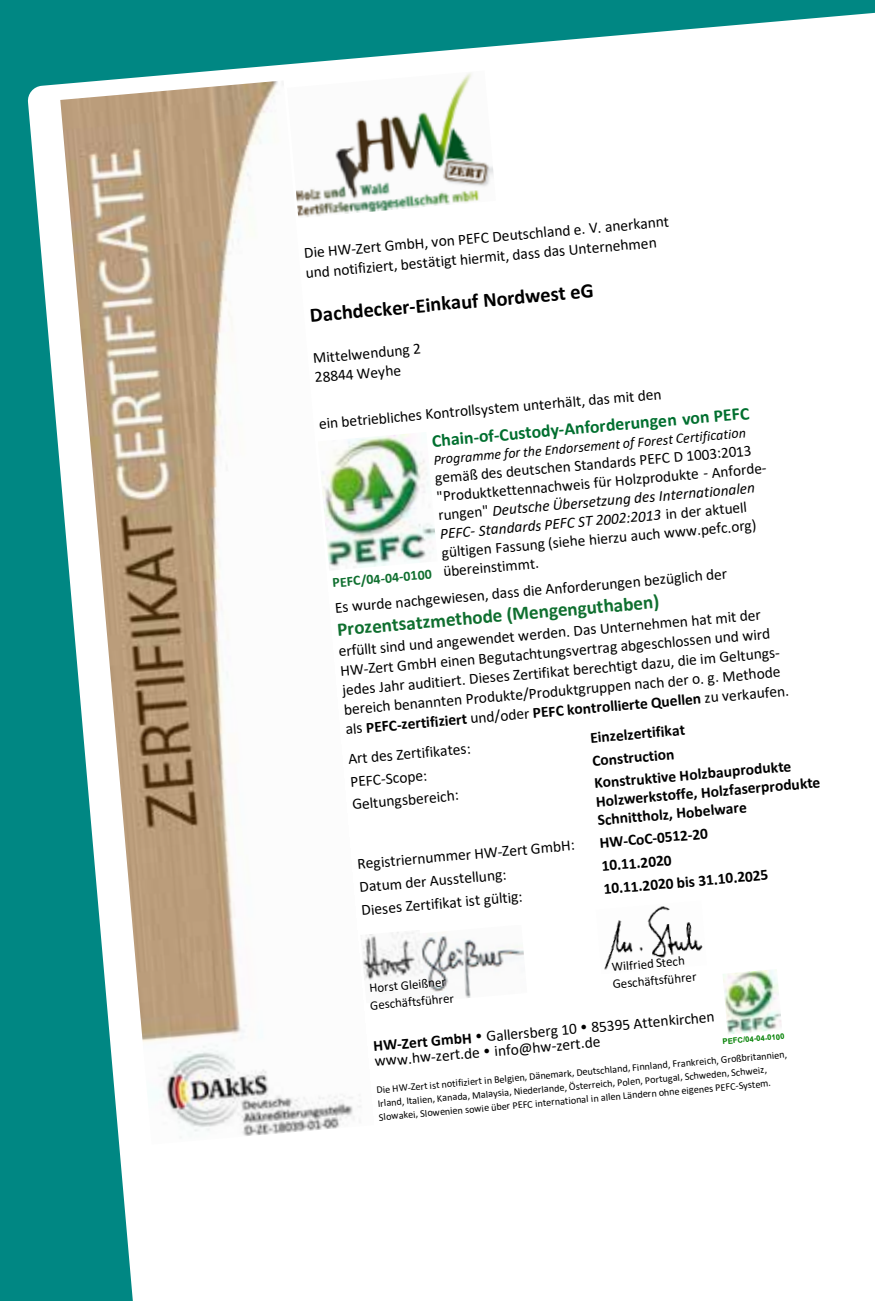 ZERTIFIKAT CERTIFICATE
HW
ZERT
Holz und Wald
Zertifizierungsgesellschaft mbH
Die HW-Zert GmbH, von PEFC Deutschland e. V. anerkannt
und notifiziert, bestätigt hiermit, dass das Unternehmen
Dachdecker-Einkauf Nordwest eG
Mittelwendung 2
28844 Weyhe
ein betriebliches Kontrollsystem unterhält, das mit den
Chain-of-Custody-Anforderungen von PEFC
Programme for the Endorsement of Forest Certification
gemäß des deutschen Standards PEFC D 1003:2013
"Produktkettennachweis für Holzprodukte - Anforde-
rungen" Deutsche Übersetzung des Internationalen
PEFC- Standards PEFC ST 2002:2013 in der aktuell
gültigen Fassung (siehe hierzu auch www.pefc.org)
übereinstimmt.
PEFC™
PEFC/04-04-0100
Es wurde nachgewiesen, dass die Anforderungen bezüglich der
Prozentsatzmethode (Mengenguthaben)
erfüllt sind und angewendet werden. Das Unternehmen hat mit der
HW-Zert GmbH einen Begutachtungsvertrag abgeschlossen und wird
jedes Jahr auditiert. Dieses Zertifikat berechtigt dazu, die im Geltungs-
bereich benannten Produkte/Produktgruppen nach der o. g. Methode
als PEFC-zertifiziert und/oder PEFC kontrollierte Quellen zu verkaufen.
Art des Zertifikates: Einzelzertifikat
PEFC-Scope: Construction
Geltungsbereich: Konstruktive Holzbauprodukte
Holzwerkstoffe, Holzfaserprodukte
Schnittholz, Hobelware
Registriernummer HW-Zert GmbH: HW-CoC-0512-20
Datum der Ausstellung: 10.11.2020
Dieses Zertifikat ist gültig: 10.11.2020 bis 31.10.2025
Horst Gleißner
Horst Gleißner
Geschäftsführer
Wilfried Stech
Geschäftsführer
HW-Zert GmbH • Gallersberg 10 • 85395 Attenkirchen
www.hw-zert.de • info@hw-zert.de
PEFC
PEFC/04-04-0100
Die HW-Zert ist notifiziert in Belgien, Dänemark, Deutschland, Finnland, Frankreich, Großbritannien,
Irland, Italien, Kanada, Malaysia, Niederlande, Österreich, Polen, Portugal, Schweden, Schweiz,
Slowakei, Slowenien sowie über PEFC international in allen Ländern ohne eigenes PEFC-System.
DAkkS
Deutsche
Akkreditierungsstelle
D-ZE-18039-01-00